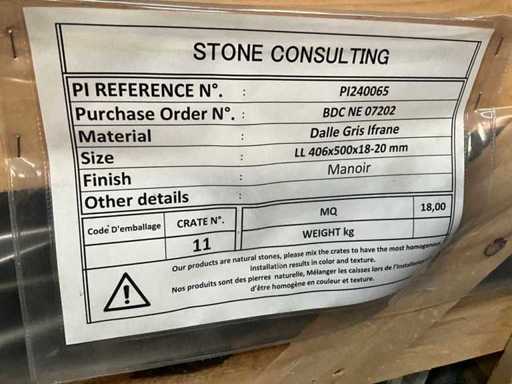 STONE CONSULTING
PI REFERENCE N°. : PI240065
Purchase Order N°. : BDC NE 07202
Material : Dalle Gris Ifrane
Size : LL 406x500x18-20 mm
Finish : Manoir
Other details :
Code D'emballage CRATE N°. MQ 18,00
11 WEIGHT kg
Our products are natural stones, please mix the crates to have the most homogenous
installation results in color and texture.
Nos produits sont des pierres naturelle, Mélanger les caisses lors de l'installation
d'être homogène en couleur et texture.